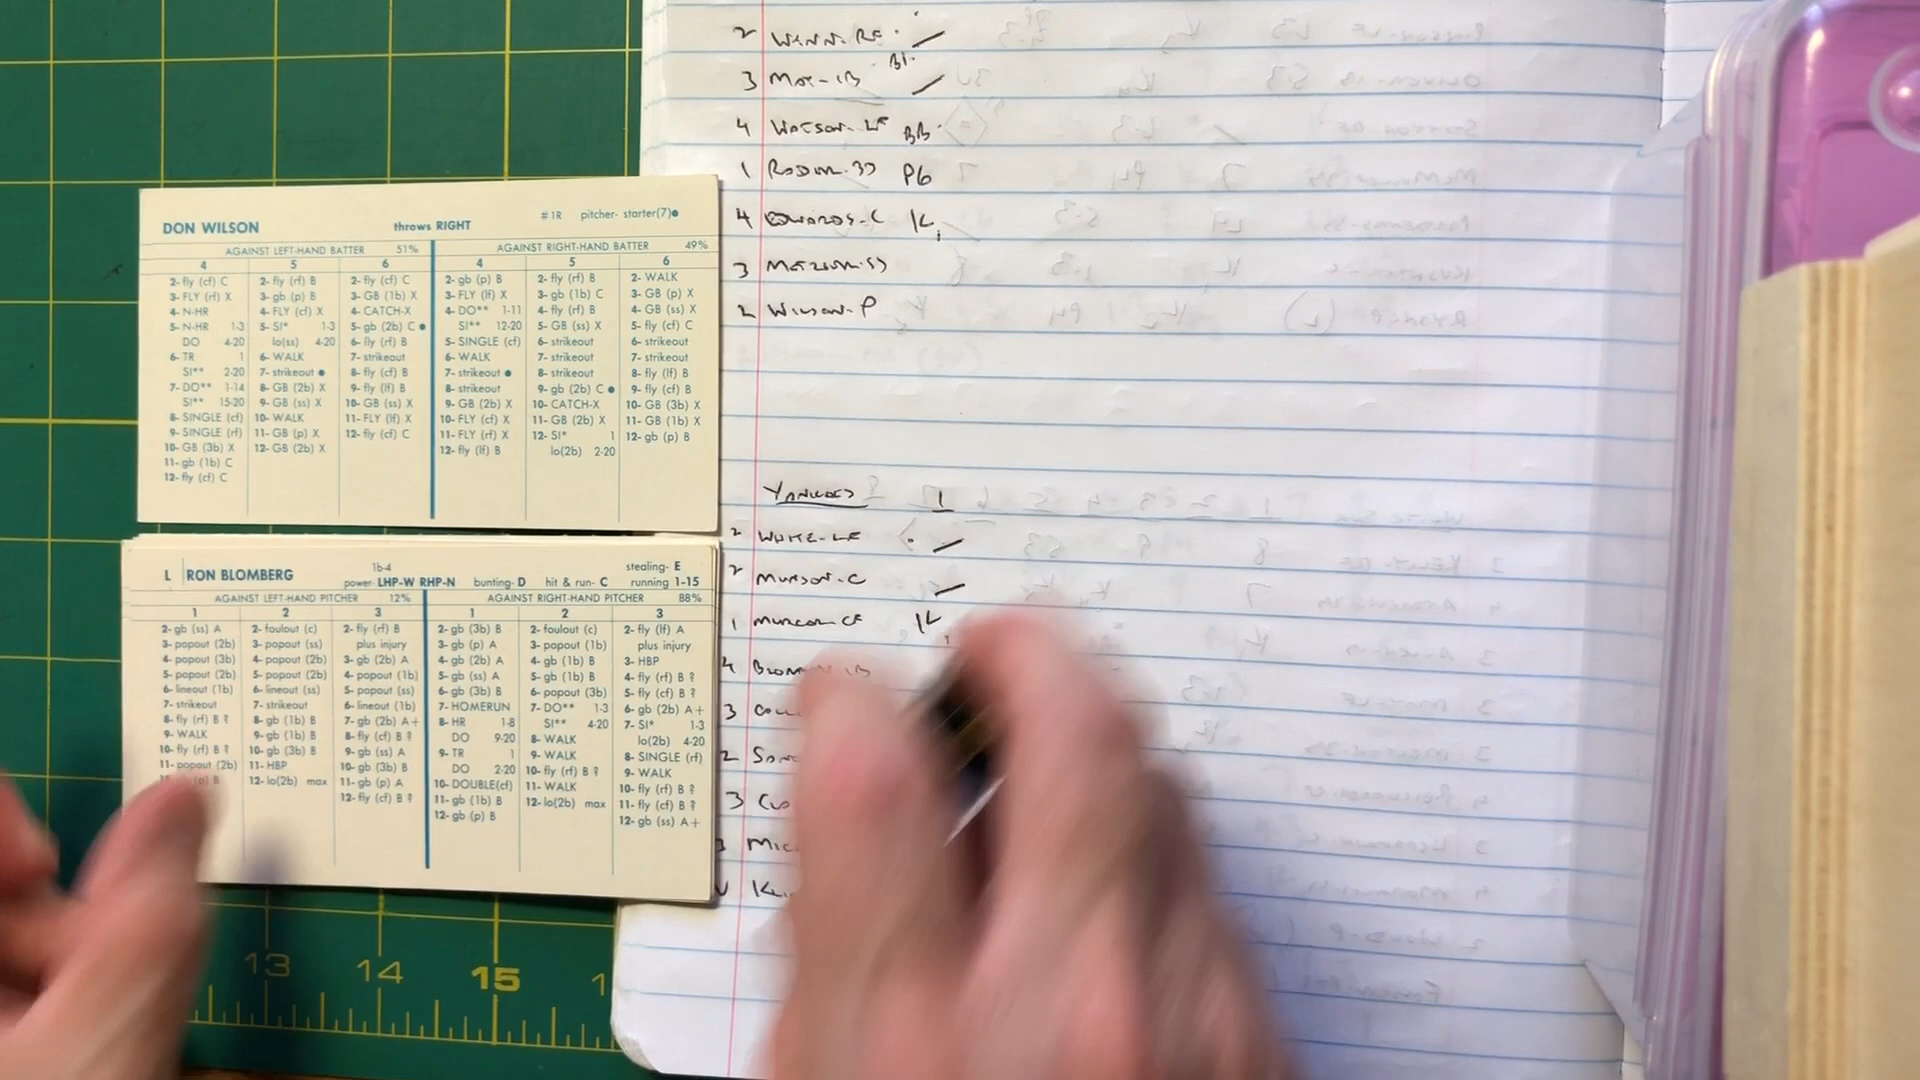 DON WILSON throws RIGHT #1R pitcher- starter(7)●
AGAINST LEFT-HAND BATTER 51% AGAINST RIGHT-HAND BATTER 49%
4 5 6 4 5 6
2- fly (cf) C
3- FLY (rf) X
4- N-HR
5- N-HR 1-3
DO 4-20
6- TR 1
SI** 2-20
7- DO** 1-14
SI** 15-20
8- SINGLE (cf)
9- SINGLE (rf)
10- GB (3b) X
11- gb (1b) C
12- fly (cf) C
2- fly (rf) B
3- gb (p) B
4- FLY (cf) X
5- SI* 1-3
lo(ss) 4-20
6- WALK
7- strikeout ●
8- GB (2b) X
9- GB (ss) X
10- WALK
11- GB (p) X
12- GB (2b) X
2- fly (cf) C
3- GB (1b) X
4- CATCH-X
5- gb (2b) C ●
6- fly (rf) B
7- strikeout
8- fly (cf) B
9- fly (lf) B
10- GB (ss) X
11- FLY (lf) X
12- fly (cf) C
2- gb (p) B
3- FLY (lf) X
4- DO** 1-11
SI** 12-20
5- SINGLE (cf)
6- WALK
7- strikeout ●
8- strikeout
9- GB (2b) X
10- FLY (cf) X
11- FLY (rf) X
12- fly (lf) B
2- fly (rf) B
3- gb (1b) C
4- fly (rf) B
5- GB (ss) X
6- strikeout
7- strikeout
8- strikeout
9- gb (2b) C ●
10- CATCH-X
11- GB (2b) X
12- SI* 1
lo(2b) 2-20
2- WALK
3- GB (p) X
4- GB (ss) X
5- fly (cf) C
6- strikeout
7- strikeout
8- fly (lf) B
9- fly (cf) B
10- GB (3b) X
11- GB (1b) X
12- gb (p) B
L RON BLOMBERG 1b-4 stealing- E
power- LHP-W RHP-N bunting- D hit & run- C running 1-15
AGAINST LEFT-HAND PITCHER 12% AGAINST RIGHT-HAND PITCHER 88%
1 2 3 1 2 3
2- gb (ss) A
3- popout (2b)
4- popout (3b)
5- popout (2b)
6- lineout (1b)
7- strikeout
8- fly (rf) B ?
9- WALK
10- fly (rf) B ?
11- popout (2b)
2- foulout (c)
3- popout (ss)
4- popout (2b)
5- popout (2b)
6- lineout (ss)
7- strikeout
8- gb (1b) B
9- gb (1b) B
10- gb (3b) B
11- HBP
12- lo(2b) max
2- fly (rf) B
plus injury
3- gb (2b) A
4- popout (1b)
5- popout (ss)
6- lineout (1b)
7- gb (2b) A+
8- fly (cf) B ?
9- gb (ss) A
10- gb (3b) B
11- gb (p) A
12- fly (cf) B ?
2- gb (3b) B
3- gb (p) A
4- gb (2b) A
5- gb (ss) A
6- gb (3b) B
7- HOMERUN
8- HR 1-8
DO 9-20
9- TR 1
DO 2-20
10- DOUBLE(cf)
11- gb (1b) B
12- gb (p) B
2- foulout (c)
3- popout (1b)
4- gb (1b) B
5- gb (1b) B
6- popout (3b)
7- DO** 1-3
SI** 4-20
8- WALK
9- WALK
10- fly (rf) B ?
11- WALK
12- lo(2b) max
2- fly (lf) A
plus injury
3- HBP
4- fly (rf) B ?
5- fly (cf) B ?
6- gb (2b) A+
7- SI* 1-3
lo(2b) 4-20
8- SINGLE (rf)
9- WALK
10- fly (rf) B ?
11- fly (cf) B ?
12- gb (ss) A+
2 WYNN-RF
3 MAY-1B
4 WATSON-LF BB
1 P6
4 EDWARDS-C K
3
2 WILSON-P
YANKEES 1
2 WHITE-LF
2 MUNSON-C
1 MURCER-CF K
4
3
2
3
3
13
14
15